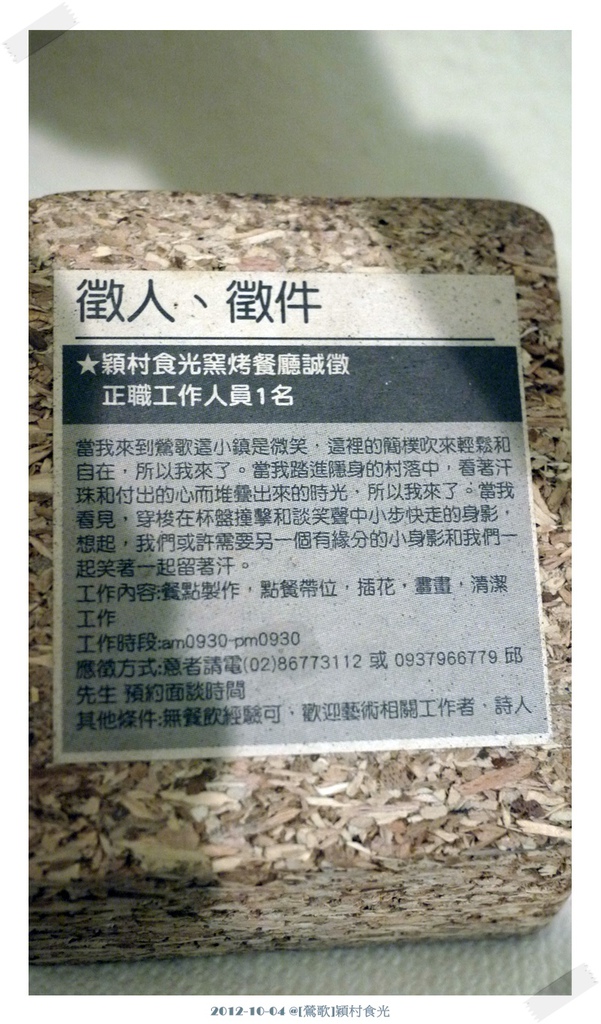 徵人、徵件
★穎村食光窯烤餐廳誠徵
正職工作人員1名
當我來到鶯歌這小鎮是微笑，這裡的簡樸吹來輕鬆和
自在，所以我來了。當我踏進隱身的村落中，看著汗
珠和付出的心而堆疊出來的時光，所以我來了。當我
看見，穿梭在杯盤撞擊和談笑聲中小步快走的身影，
想起，我們或許需要另一個有緣分的小身影和我們一
起笑著一起留著汗。
工作內容:餐點製作，點餐帶位，插花，畫畫，清潔
工作
工作時段:am0930-pm0930
應徵方式:意者請電(02)86773112 或 0937966779 邱
先生 預約面談時間
其他條件:無餐飲經驗可、歡迎藝術相關工作者、詩人
2012-10-04 @[鶯歌]穎村食光